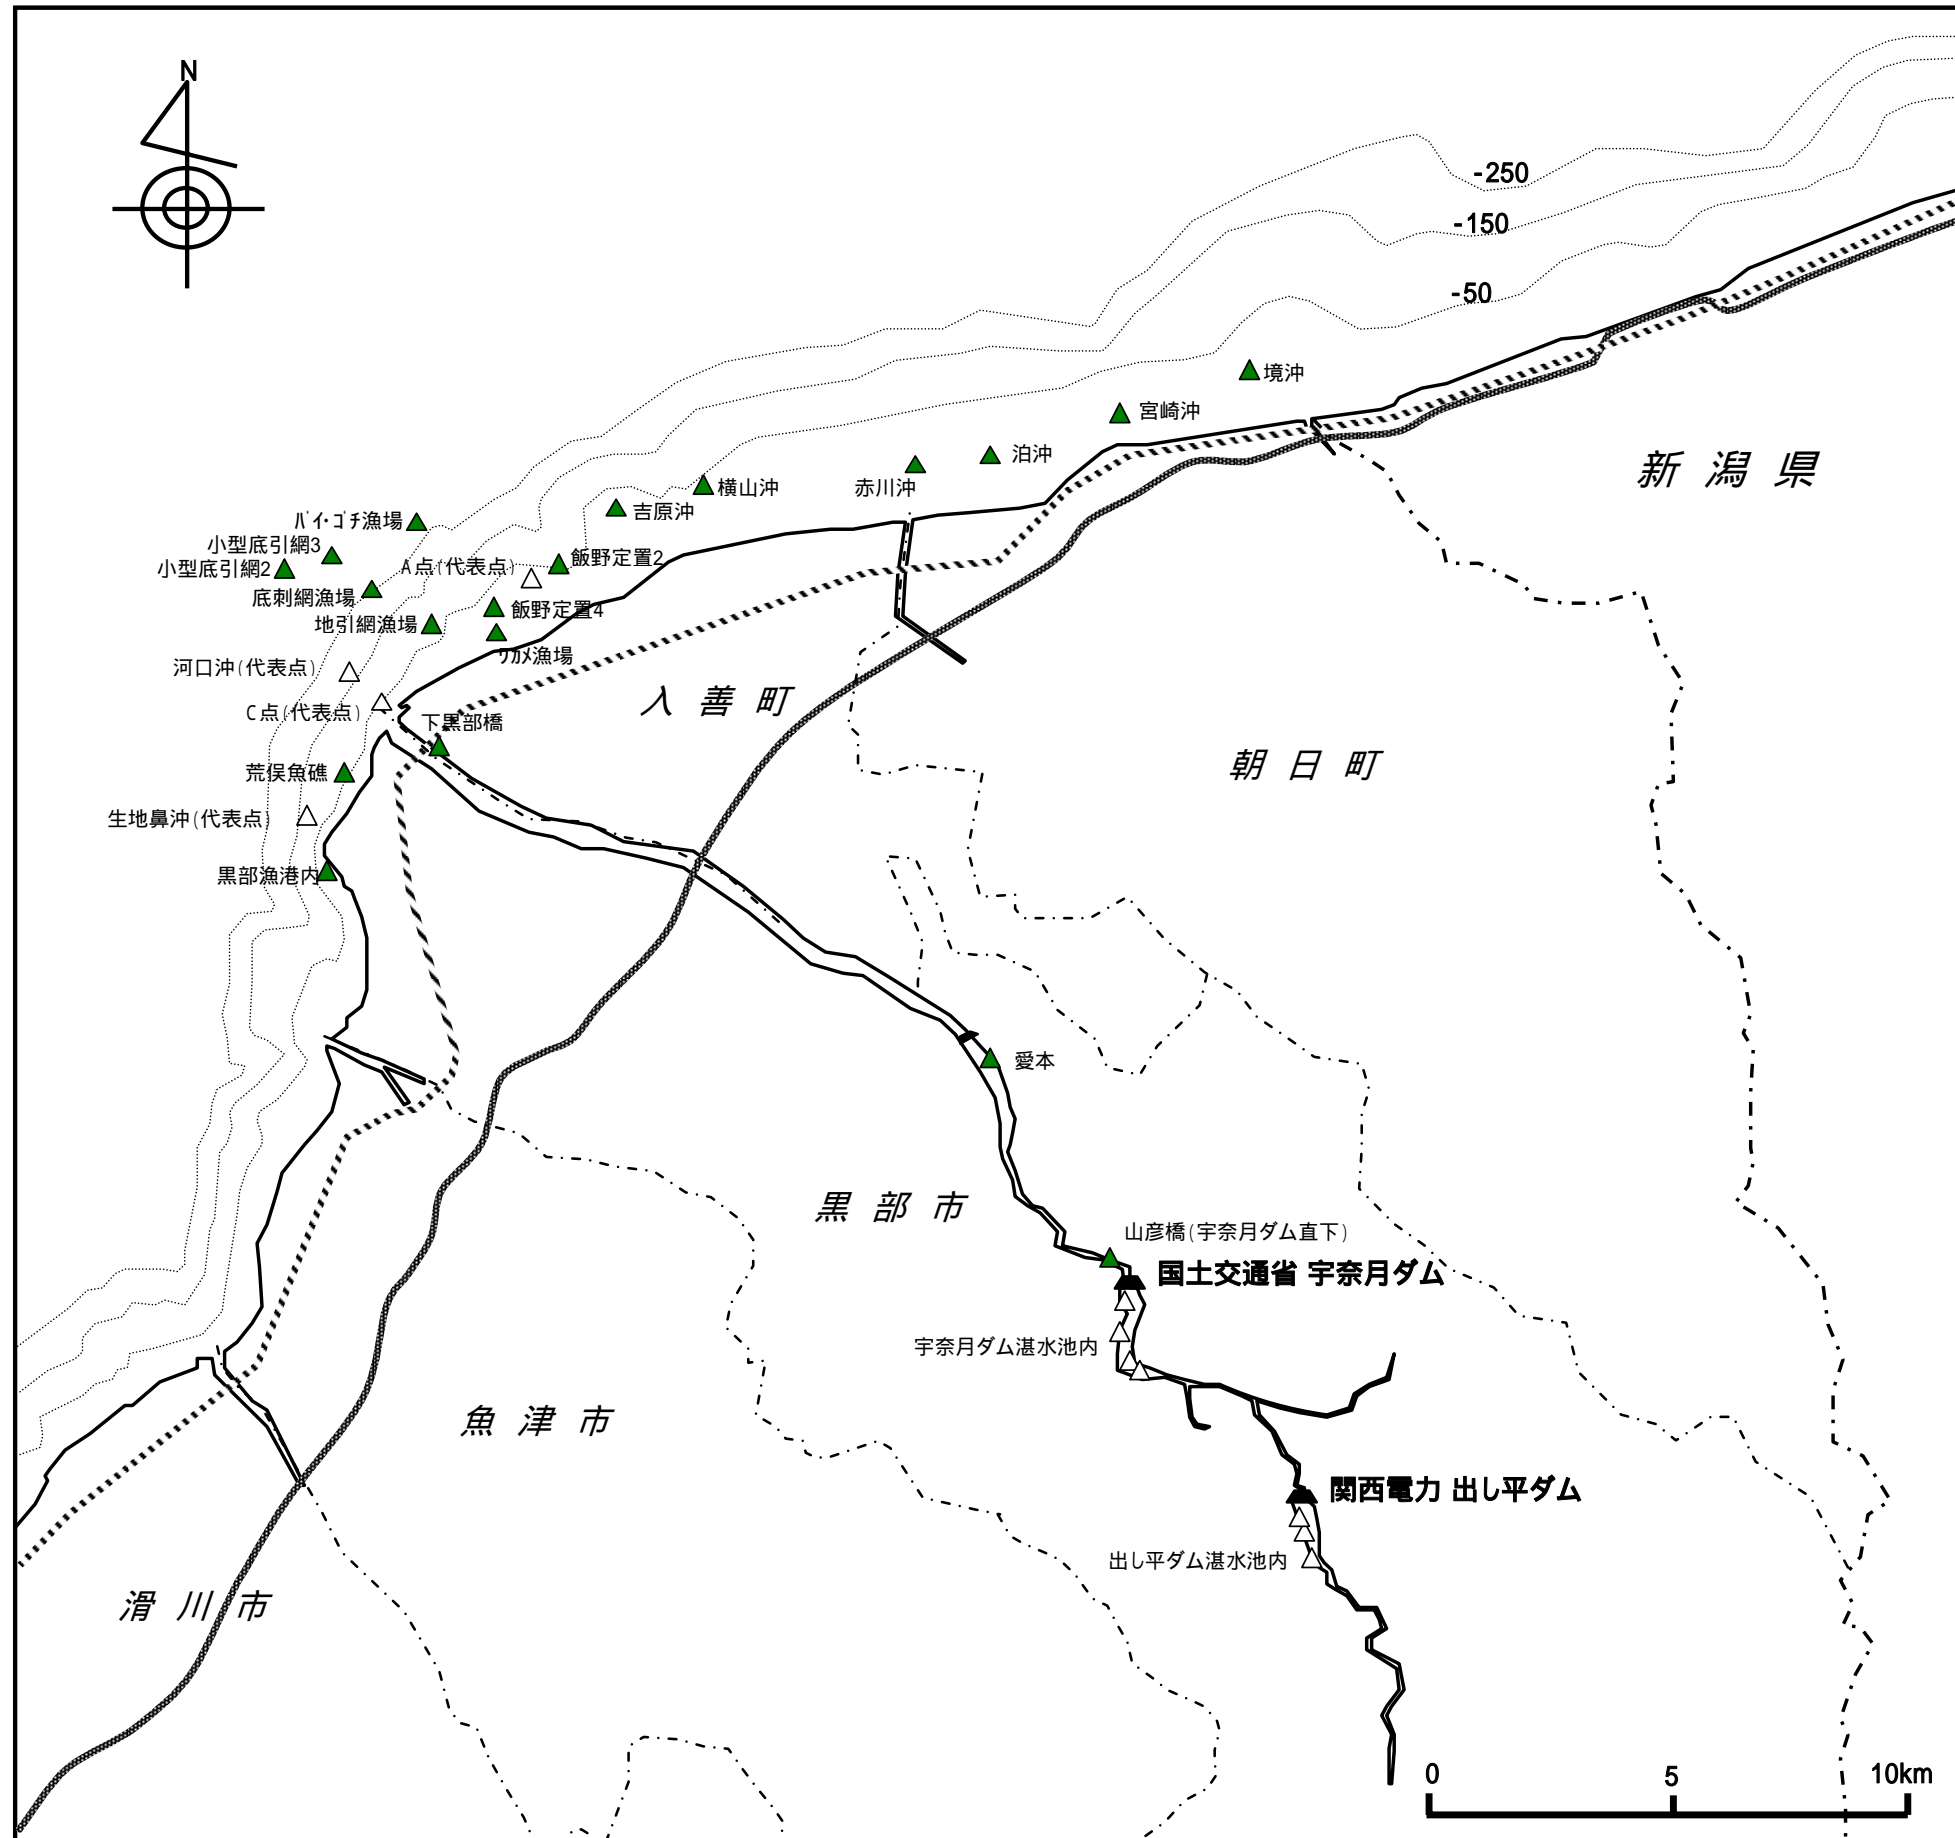 N
-250
-150
-50
境沖
宮崎沖
泊沖
赤川沖
横山沖
吉原沖
新潟県
ﾊﾞｲ･ｺﾞﾁ漁場
小型底引網3
小型底引網2
A点(代表点)
飯野定置2
底刺網漁場
飯野定置4
地引網漁場
ﾜｶﾒ漁場
河口沖(代表点)
C点(代表点)
入善町
下黒部橋
朝日町
荒俣魚礁
生地鼻沖(代表点)
黒部漁港内
愛本
黒部市
山彦橋(宇奈月ダム直下)
国土交通省 宇奈月ダム
宇奈月ダム湛水池内
魚津市
関西電力 出し平ダム
出し平ダム湛水池内
滑川市
0 5 10km